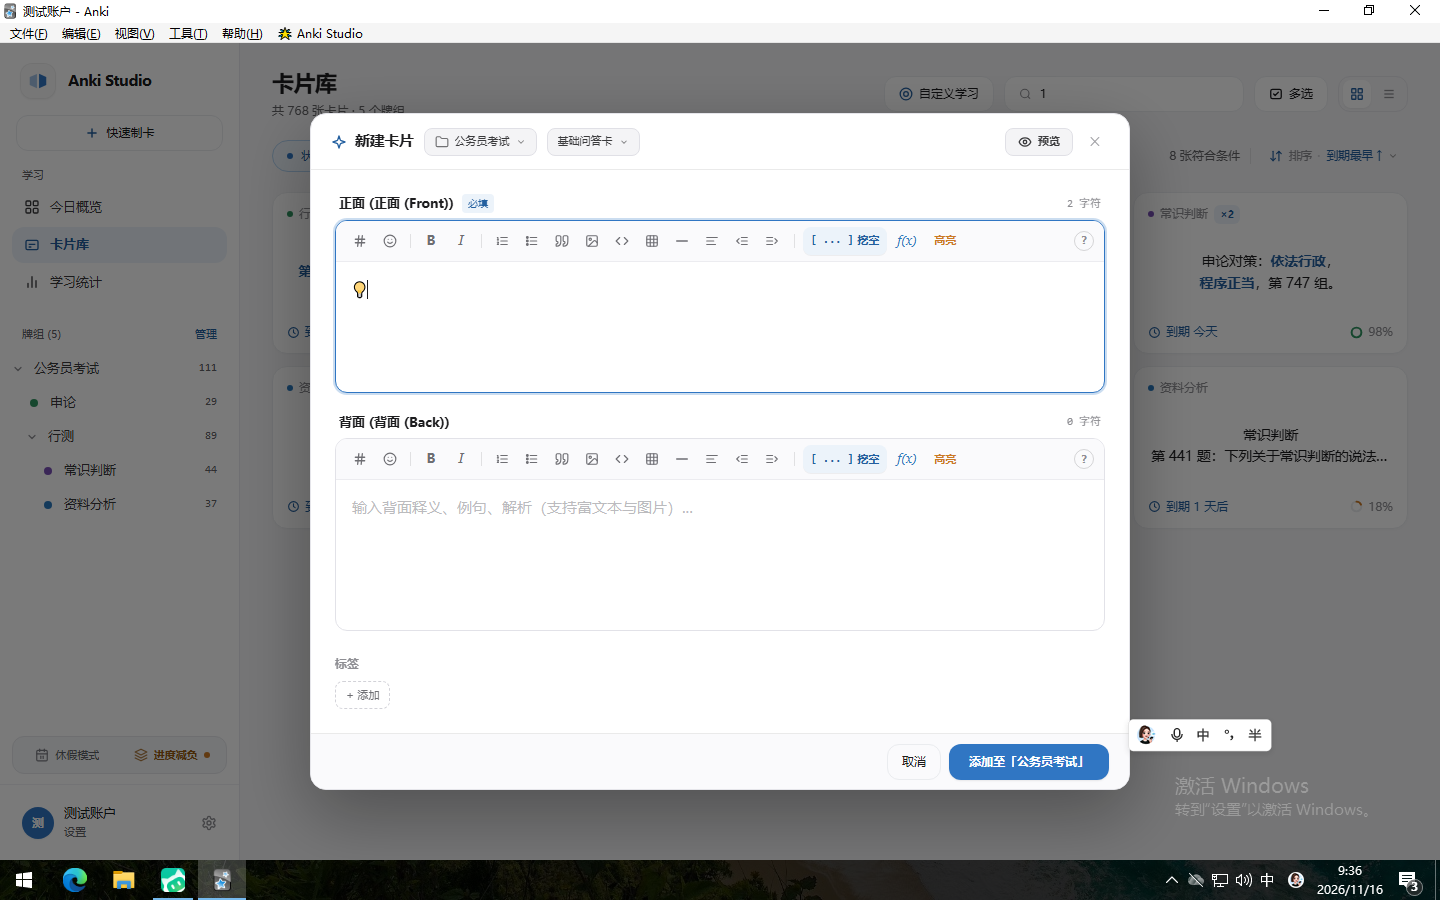 测试账户 - Anki
文件(F) 编辑(E) 视图(V) 工具(T) 帮助(H) Anki Studio
Anki Studio
+ 快速制卡
学习
今日概览
卡片库
学习统计
牌组 (5) 管理
公务员考试 111
申论 29
行测 89
常识判断 44
资料分析 37
休假模式 进度减负
测 测试账户
设置
卡片库
共 768 张卡片 · 5 个牌组
自定义学习 1 多选
8 张符合条件 排序 · 到期最早↑
新建卡片 公务员考试 基础问答卡 预览
正面 (正面 (Front)) 必填 2 字符
B I [ ... ] 挖空 f(x) 高亮 ?
💡
背面 (背面 (Back)) 0 字符
B I [ ... ] 挖空 f(x) 高亮 ?
输入背面释义、例句、解析（支持富文本与图片）...
标签
+ 添加
取消 添加至「公务员考试」
常识判断 ×2
申论对策：依法行政，
程序正当，第 747 组。
到期 今天 98%
资料分析
常识判断
第 441 题：下列关于常识判断的说法...
到期 1 天后 18%
中 °, 半
激活 Windows
转到"设置"以激活 Windows。
中
9:36
2026/11/16
3